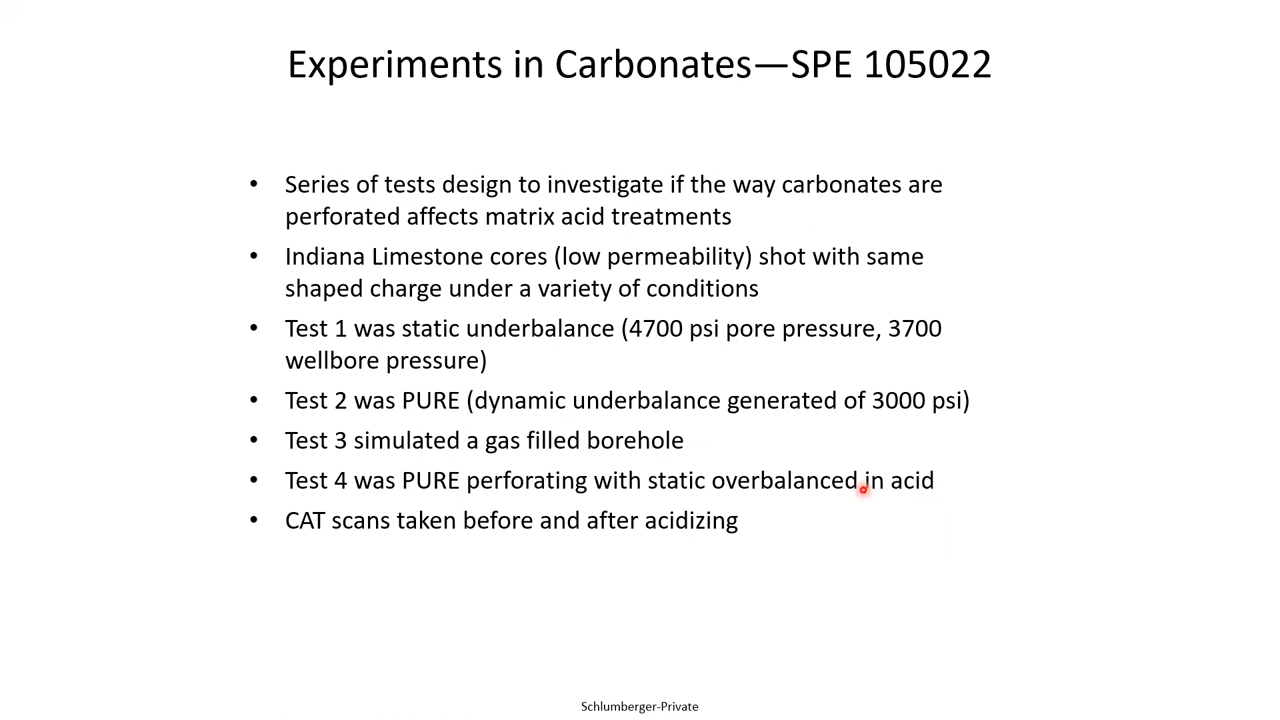 Experiments in Carbonates—SPE 105022
• Series of tests design to investigate if the way carbonates are
perforated affects matrix acid treatments
• Indiana Limestone cores (low permeability) shot with same
shaped charge under a variety of conditions
• Test 1 was static underbalance (4700 psi pore pressure, 3700
wellbore pressure)
• Test 2 was PURE (dynamic underbalance generated of 3000 psi)
• Test 3 simulated a gas filled borehole
• Test 4 was PURE perforating with static overbalanced in acid
• CAT scans taken before and after acidizing
Schlumberger-Private